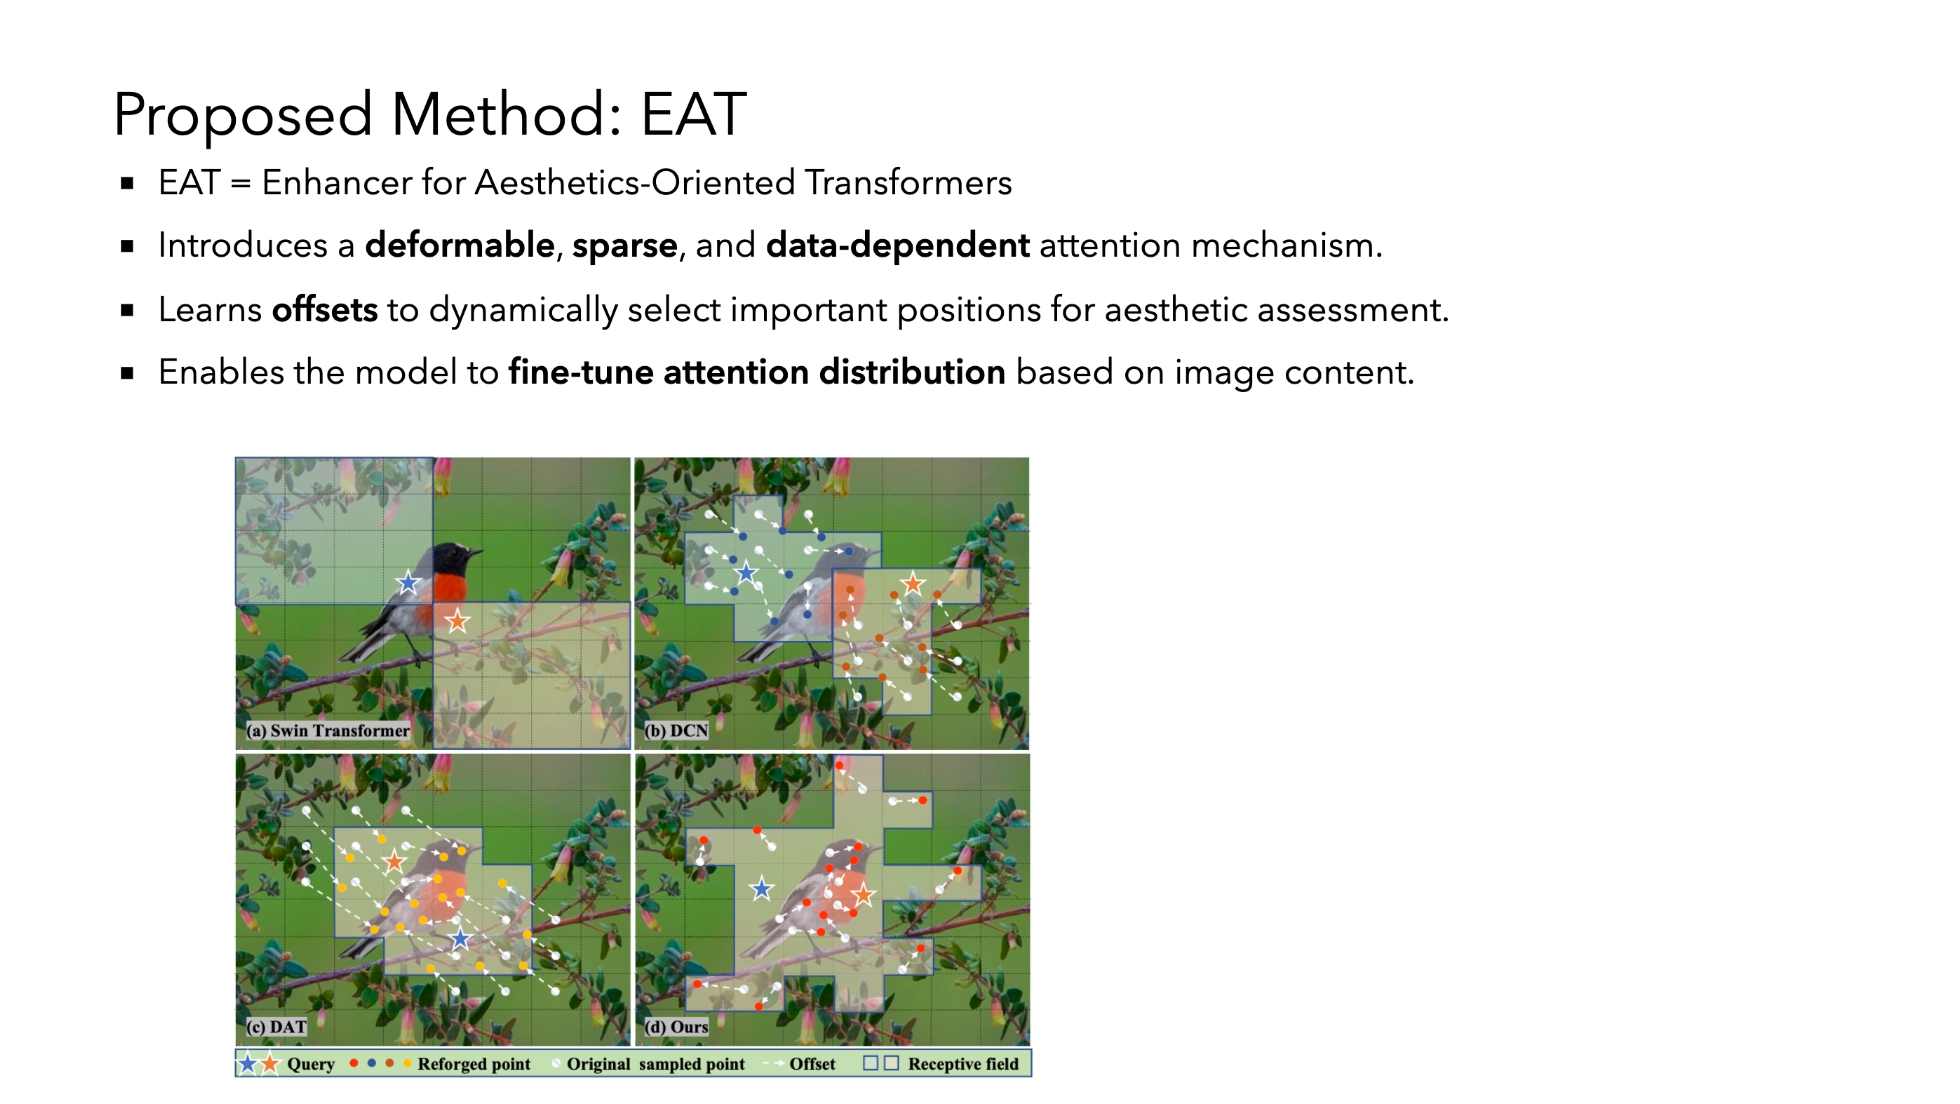 Proposed Method: EAT
▪ EAT = Enhancer for Aesthetics-Oriented Transformers
▪ Introduces a deformable, sparse, and data-dependent attention mechanism.
▪ Learns offsets to dynamically select important positions for aesthetic assessment.
▪ Enables the model to fine-tune attention distribution based on image content.
(a) Swin Transformer
(b) DCN
(c) DAT
(d) Ours
Query Reforged point Original sampled point Offset Receptive field